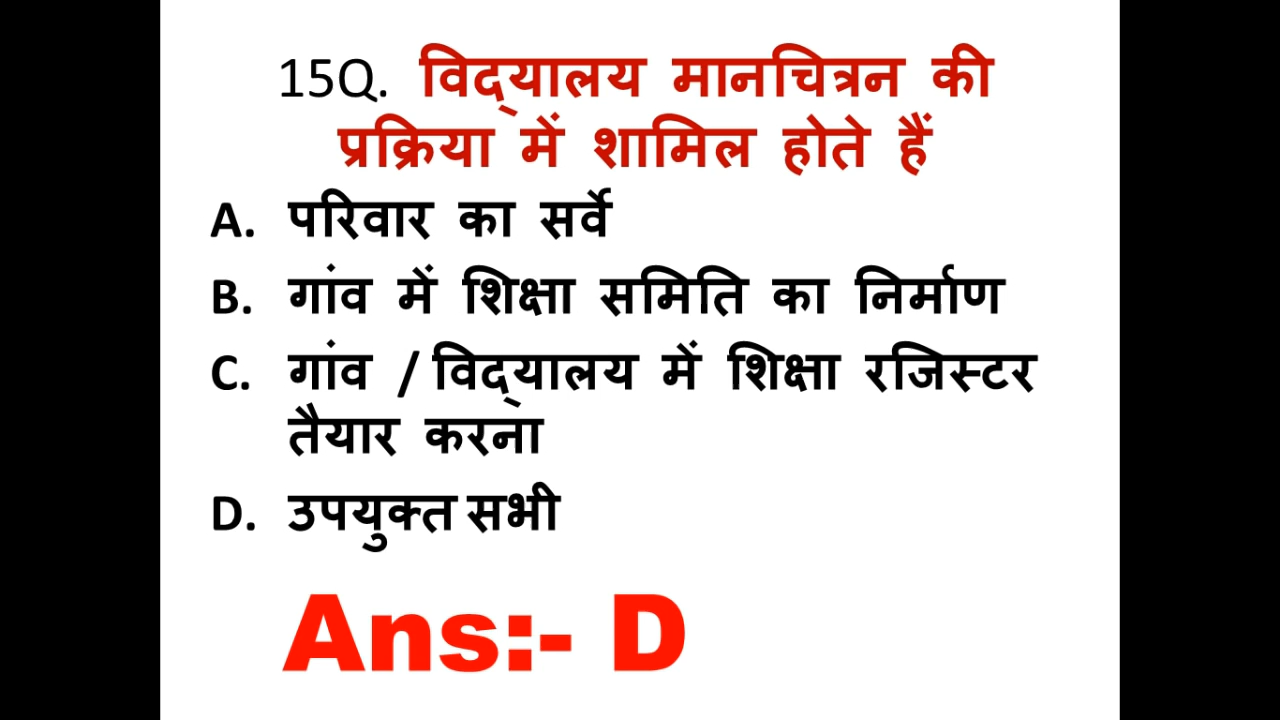 15Q. विद्यालय मानचित्रन की
प्रक्रिया में शामिल होते हैं
A. परिवार का सर्वे
B. गांव में शिक्षा समिति का निर्माण
C. गांव / विद्यालय में शिक्षा रजिस्टर
तैयार करना
D. उपयुक्त सभी
Ans:- D